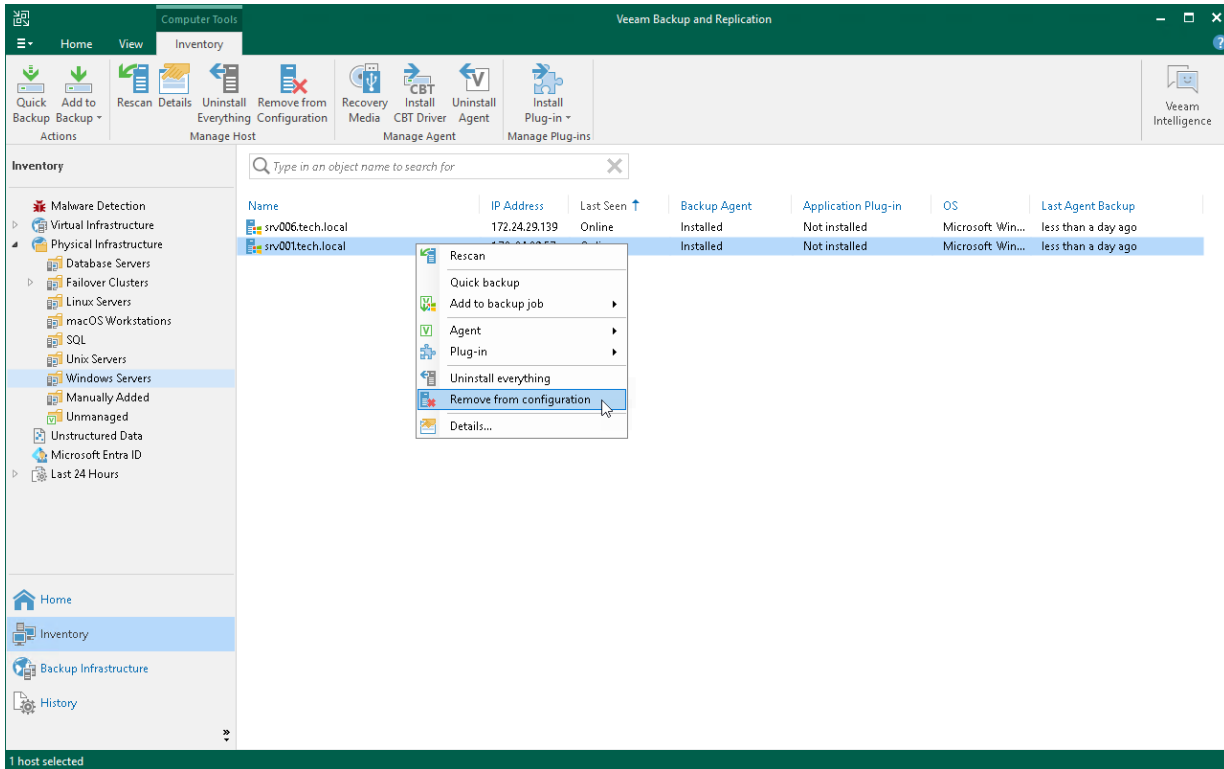 Computer Tools
Veeam Backup and Replication
Home View Inventory
?
Quick Backup
Add to Backup
Rescan
Details
Uninstall Everything
Remove from Configuration
Recovery Media
CBT
Install CBT Driver
Uninstall Agent
Install Plug-in
Veeam Intelligence
Actions
Manage Host
Manage Agent
Manage Plug-ins
Inventory
Type in an object name to search for
Malware Detection
Virtual Infrastructure
Physical Infrastructure
Database Servers
Failover Clusters
Linux Servers
macOS Workstations
SQL
Unix Servers
Windows Servers
Manually Added
Unmanaged
Unstructured Data
Microsoft Entra ID
Last 24 Hours
Name IP Address Last Seen Backup Agent Application Plug-in OS Last Agent Backup
srv006.tech.local 172.24.29.139 Online Installed Not installed Microsoft Win... less than a day ago
srv001.tech.local Installed Not installed Microsoft Win... less than a day ago
Rescan
Quick backup
Add to backup job
Agent
Plug-in
Uninstall everything
Remove from configuration
Details...
Home
Inventory
Backup Infrastructure
History
1 host selected